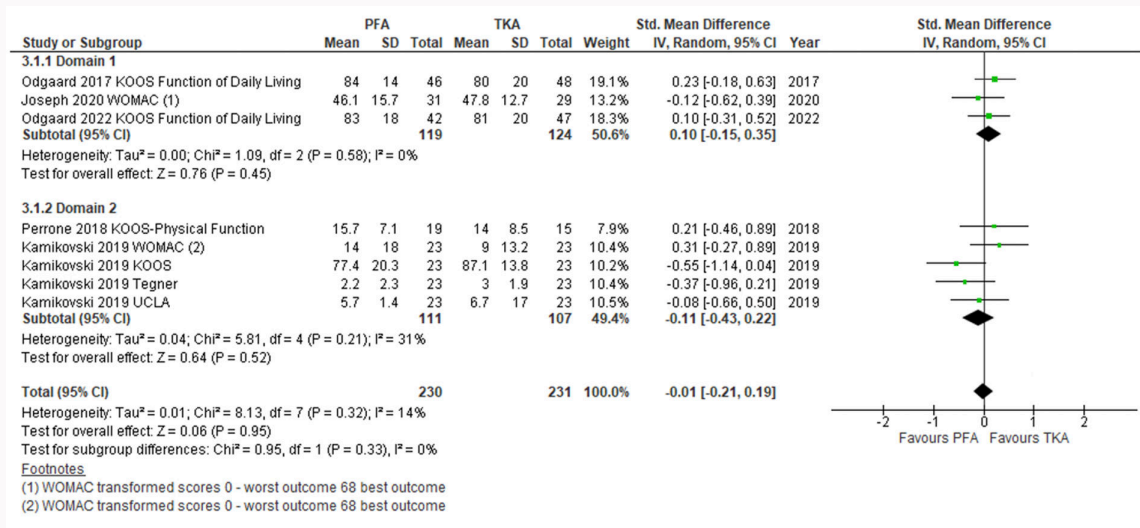 PFA TKA Std. Mean Difference Std. Mean Difference
Study or Subgroup Mean SD Total Mean SD Total Weight IV, Random, 95% CI Year IV, Random, 95% CI
3.1.1 Domain 1
Odgaard 2017 KOOS Function of Daily Living 84 14 46 80 20 48 19.1% 0.23 [-0.18, 0.63] 2017
Joseph 2020 WOMAC (1) 46.1 15.7 31 47.8 12.7 29 13.2% -0.12 [-0.62, 0.39] 2020
Odgaard 2022 KOOS Function of Daily Living 83 18 42 81 20 47 18.3% 0.10 [-0.31, 0.52] 2022
Subtotal (95% CI) 119 124 50.6% 0.10 [-0.15, 0.35]
Heterogeneity: Tau² = 0.00; Chi² = 1.09, df = 2 (P = 0.58); I² = 0%
Test for overall effect: Z = 0.76 (P = 0.45)
3.1.2 Domain 2
Perrone 2018 KOOS-Physical Function 15.7 7.1 19 14 8.5 15 7.9% 0.21 [-0.46, 0.89] 2018
Kamikovski 2019 WOMAC (2) 14 18 23 9 13.2 23 10.4% 0.31 [-0.27, 0.89] 2019
Kamikovski 2019 KOOS 77.4 20.3 23 87.1 13.8 23 10.2% -0.55 [-1.14, 0.04] 2019
Kamikovski 2019 Tegner 2.2 2.3 23 3 1.9 23 10.4% -0.37 [-0.96, 0.21] 2019
Kamikovski 2019 UCLA 5.7 1.4 23 6.7 17 23 10.5% -0.08 [-0.66, 0.50] 2019
Subtotal (95% CI) 111 107 49.4% -0.11 [-0.43, 0.22]
Heterogeneity: Tau² = 0.04; Chi² = 5.81, df = 4 (P = 0.21); I² = 31%
Test for overall effect: Z = 0.64 (P = 0.52)
Total (95% CI) 230 231 100.0% -0.01 [-0.21, 0.19]
Heterogeneity: Tau² = 0.01; Chi² = 8.13, df = 7 (P = 0.32); I² = 14%
Test for overall effect: Z = 0.06 (P = 0.95)
Test for subgroup differences: Chi² = 0.95, df = 1 (P = 0.33), I² = 0%
-2 -1 0 1 2
Favours PFA Favours TKA
Footnotes
(1) WOMAC transformed scores 0 - worst outcome 68 best outcome
(2) WOMAC transformed scores 0 - worst outcome 68 best outcome